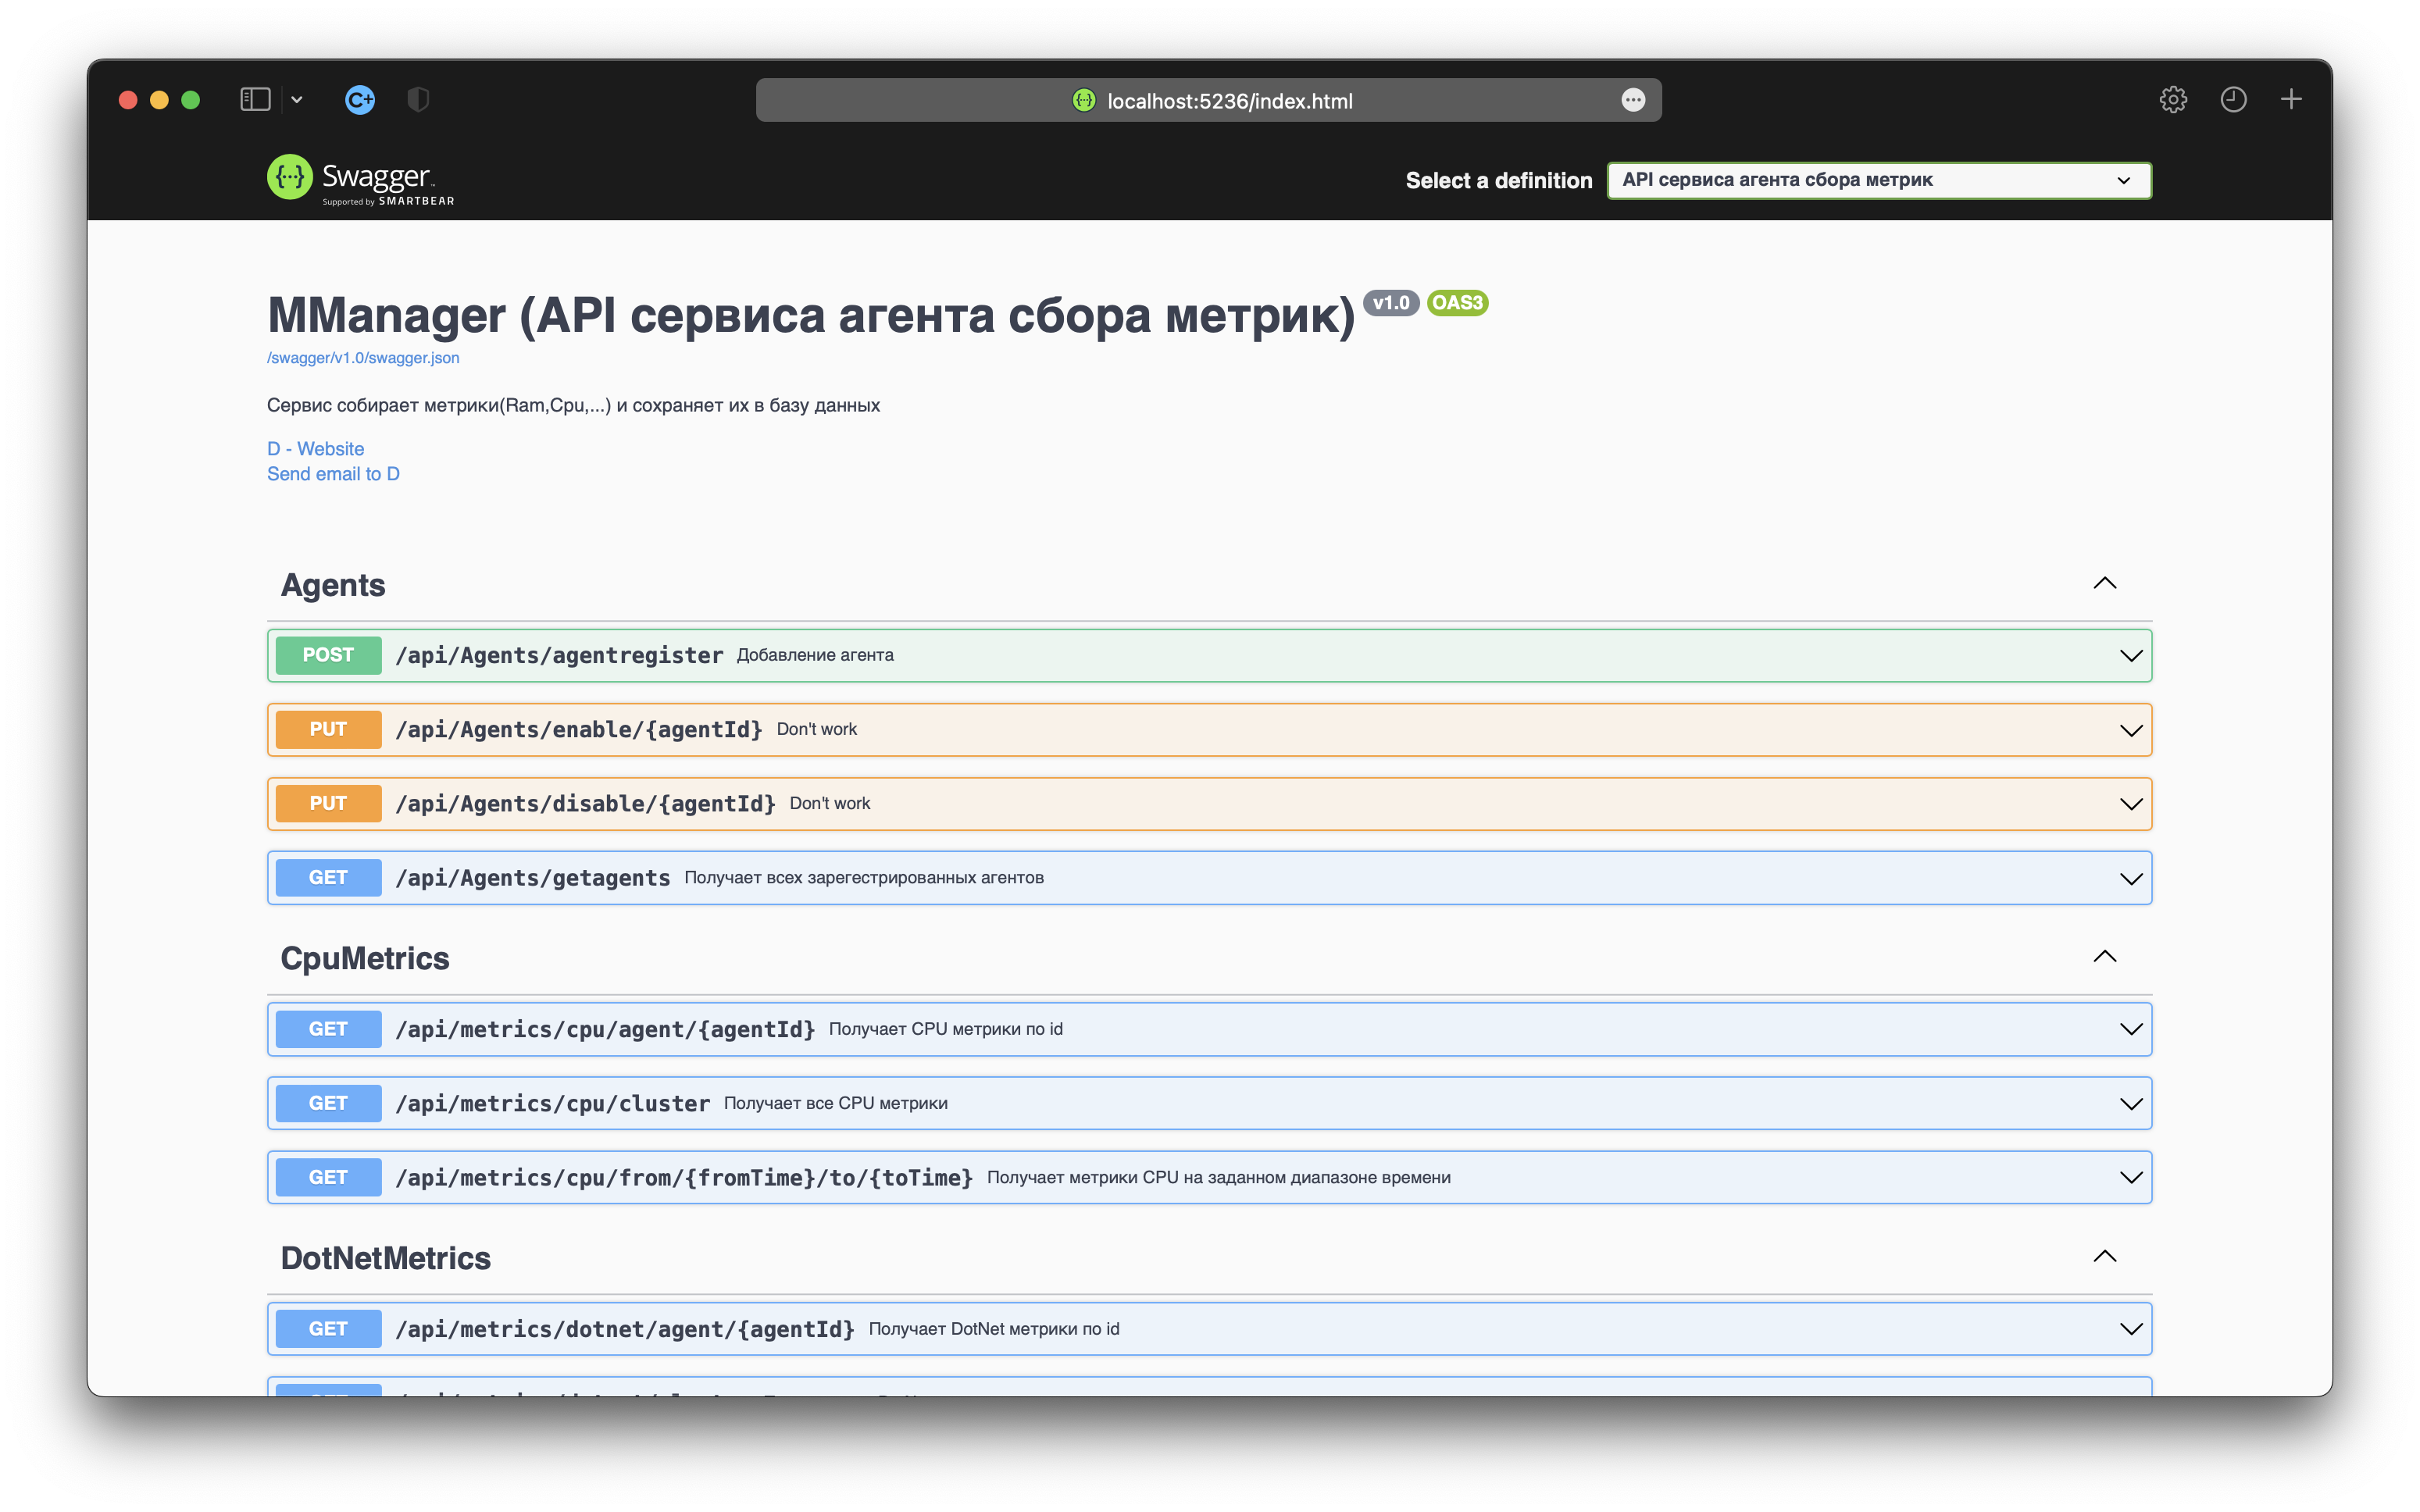 localhost:5236/index.html
Swagger
Supported by SMARTBEAR
Select a definition API сервиса агента сбора метрик
MManager (API сервиса агента сбора метрик) v1.0 OAS3
/swagger/v1.0/swagger.json
Сервис собирает метрики(Ram,Cpu,...) и сохраняет их в базу данных
D - Website
Send email to D
Agents
POST /api/Agents/agentregister Добавление агента
PUT /api/Agents/enable/{agentId} Don't work
PUT /api/Agents/disable/{agentId} Don't work
GET /api/Agents/getagents Получает всех зарегестрированных агентов
CpuMetrics
GET /api/metrics/cpu/agent/{agentId} Получает CPU метрики по id
GET /api/metrics/cpu/cluster Получает все CPU метрики
GET /api/metrics/cpu/from/{fromTime}/to/{toTime} Получает метрики CPU на заданном диапазоне времени
DotNetMetrics
GET /api/metrics/dotnet/agent/{agentId} Получает DotNet метрики по id